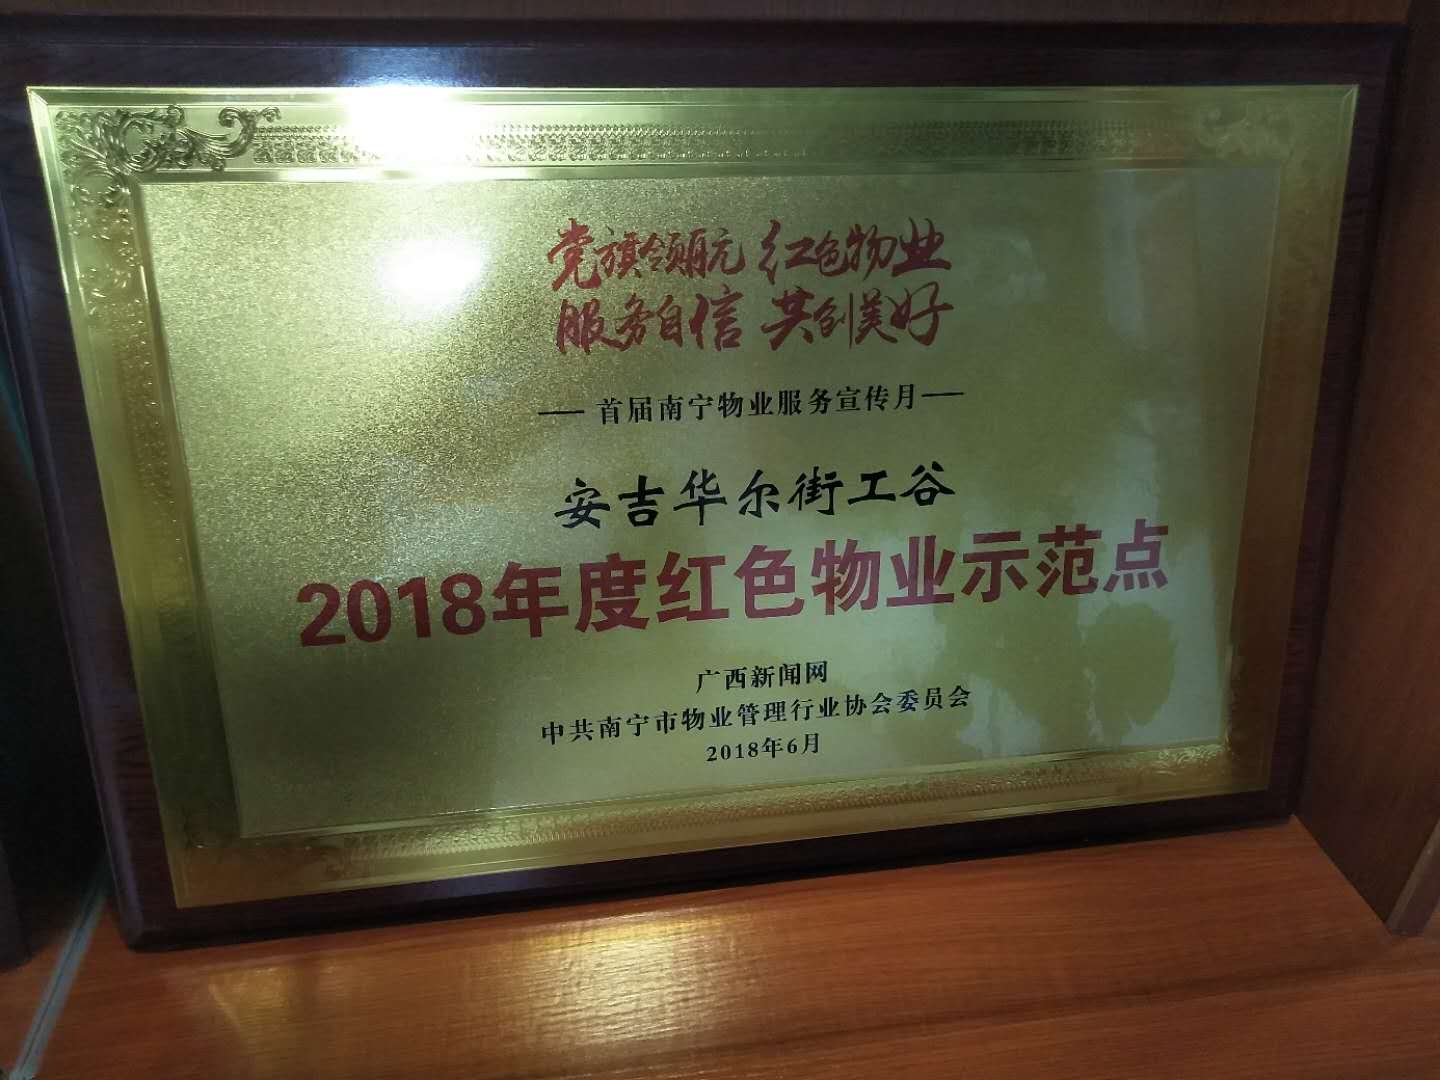 党旗领航 红色物业
服务自信 共创美好
——首届南宁物业服务宣传月——
安吉华尔街工谷
2018年度红色物业示范点
广西新闻网
中共南宁市物业管理行业协会委员会
2018年6月